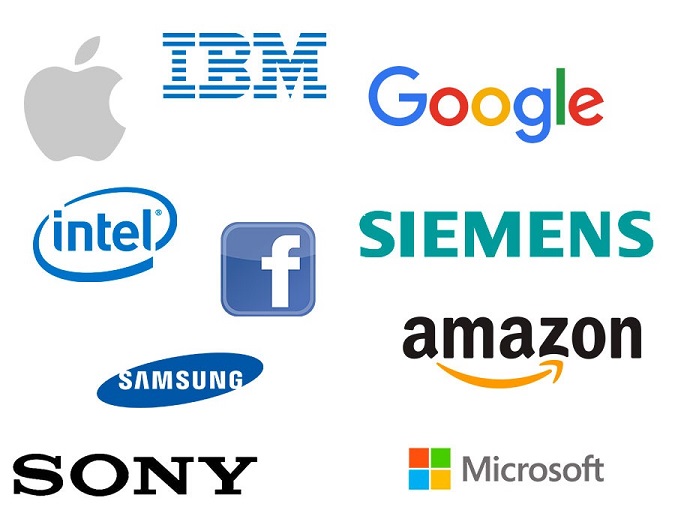 IBM
Google
intel®
f
SIEMENS
amazon
SAMSUNG
SONY
Microsoft